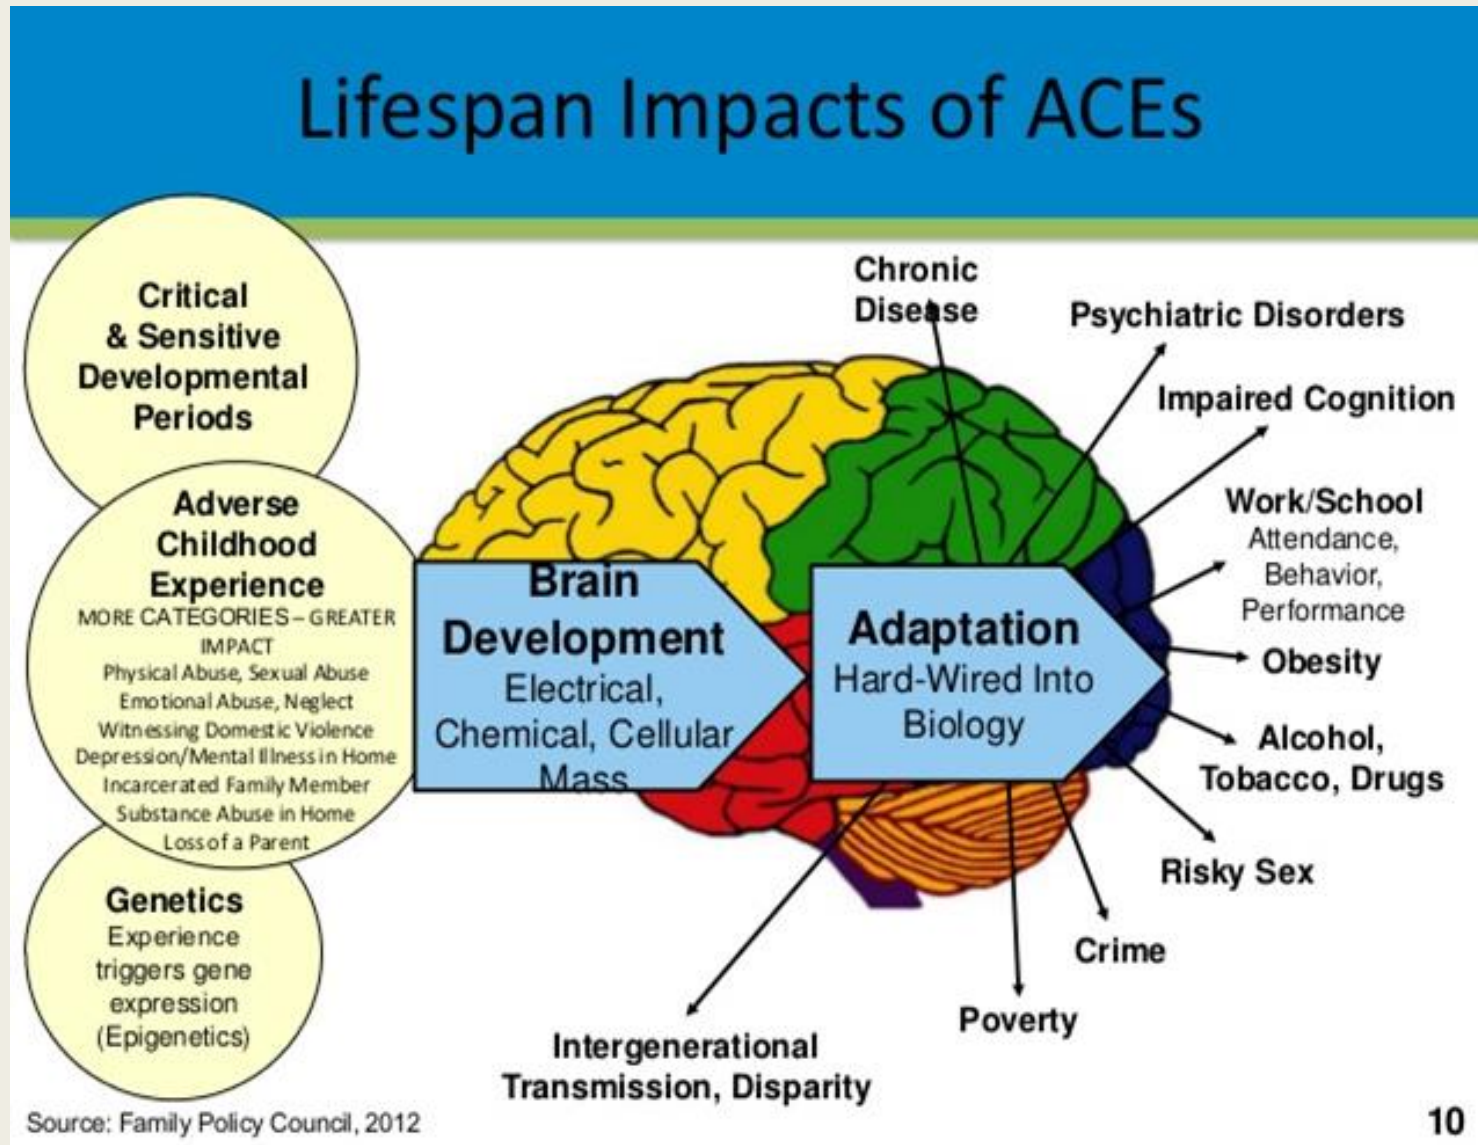 Lifespan Impacts of ACEs
Critical
& Sensitive
Developmental
Periods
Adverse
Childhood
Experience
MORE CATEGORIES – GREATER
IMPACT
Physical Abuse, Sexual Abuse
Emotional Abuse, Neglect
Witnessing Domestic Violence
Depression/Mental Illness in Home
Incarcerated Family Member
Substance Abuse in Home
Loss of a Parent
Genetics
Experience
triggers gene
expression
(Epigenetics)
Brain
Development
Electrical,
Chemical, Cellular
Mass
Adaptation
Hard-Wired Into
Biology
Chronic
Disease
Psychiatric Disorders
Impaired Cognition
Work/School
Attendance,
Behavior,
Performance
Obesity
Alcohol,
Tobacco, Drugs
Risky Sex
Crime
Poverty
Intergenerational
Transmission, Disparity
Source: Family Policy Council, 2012
10